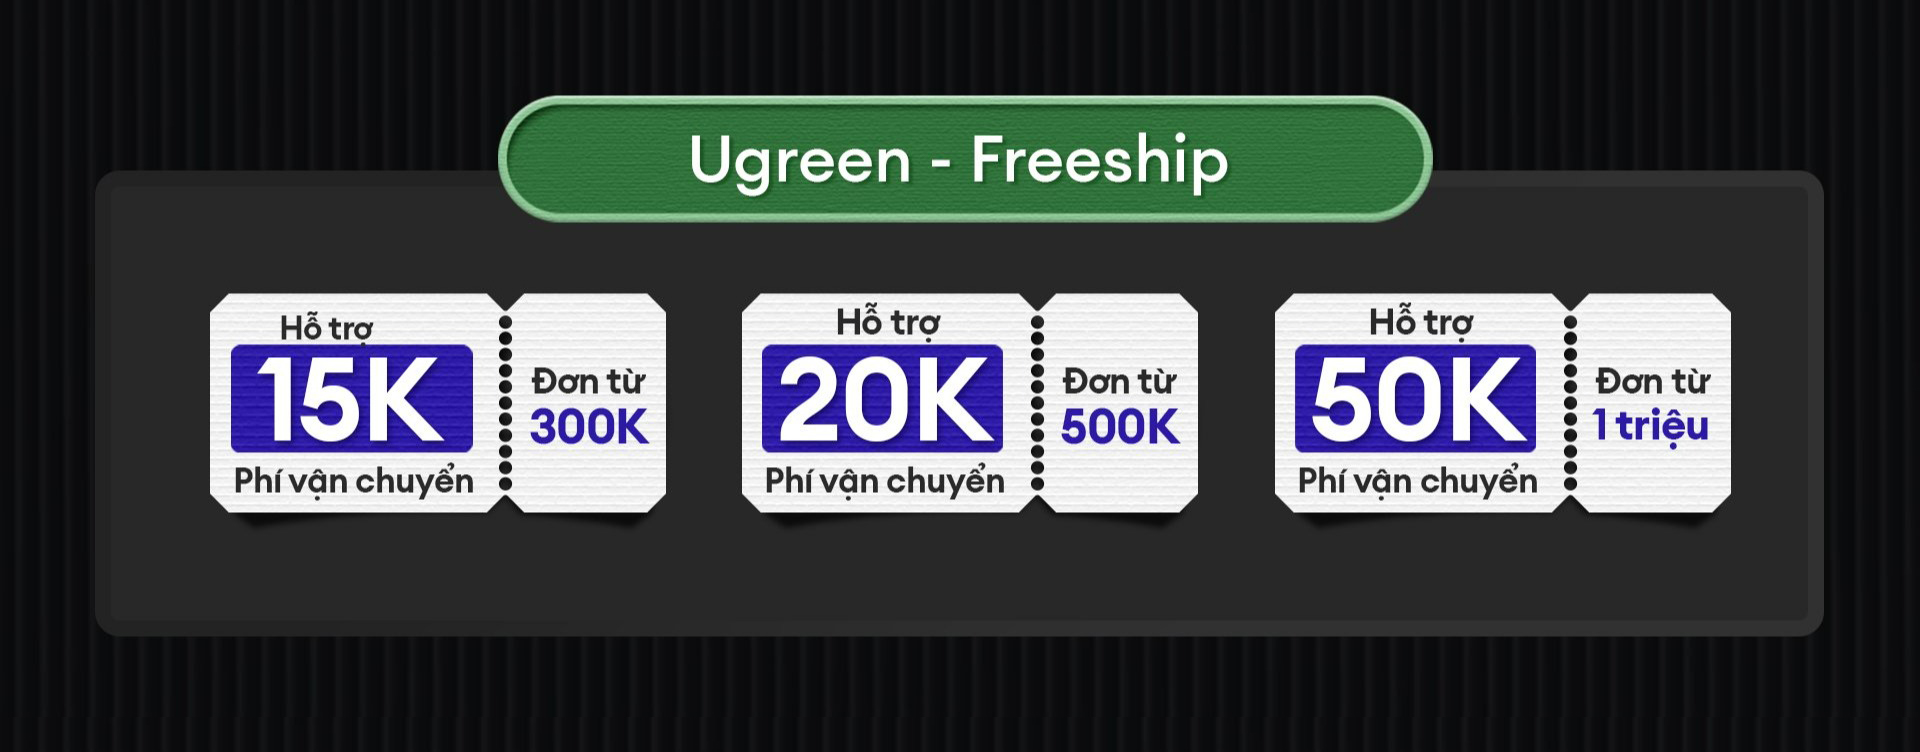 Ugreen - Freeship
Hỗ trợ
15K
Phí vận chuyển
Đơn từ
300K
Hỗ trợ
20K
Phí vận chuyển
Đơn từ
500K
Hỗ trợ
50K
Phí vận chuyển
Đơn từ
1 triệu